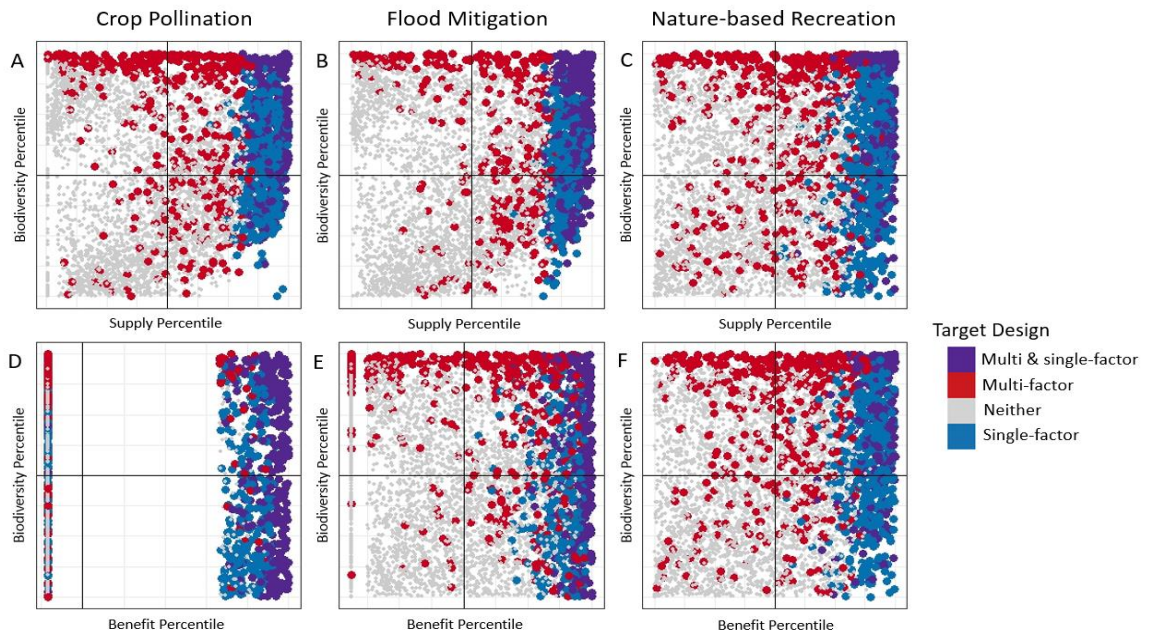 Crop Pollination
Flood Mitigation
Nature-based Recreation
A
B
C
Biodiversity Percentile
Biodiversity Percentile
Biodiversity Percentile
Supply Percentile
Supply Percentile
Supply Percentile
Target Design
Multi & single-factor
Multi-factor
Neither
Single-factor
D
E
F
Biodiversity Percentile
Biodiversity Percentile
Biodiversity Percentile
Benefit Percentile
Benefit Percentile
Benefit Percentile